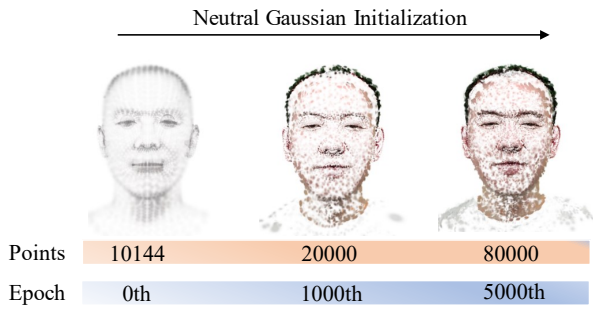 Neutral Gaussian Initialization
Points 10144 20000 80000
Epoch 0th 1000th 5000th